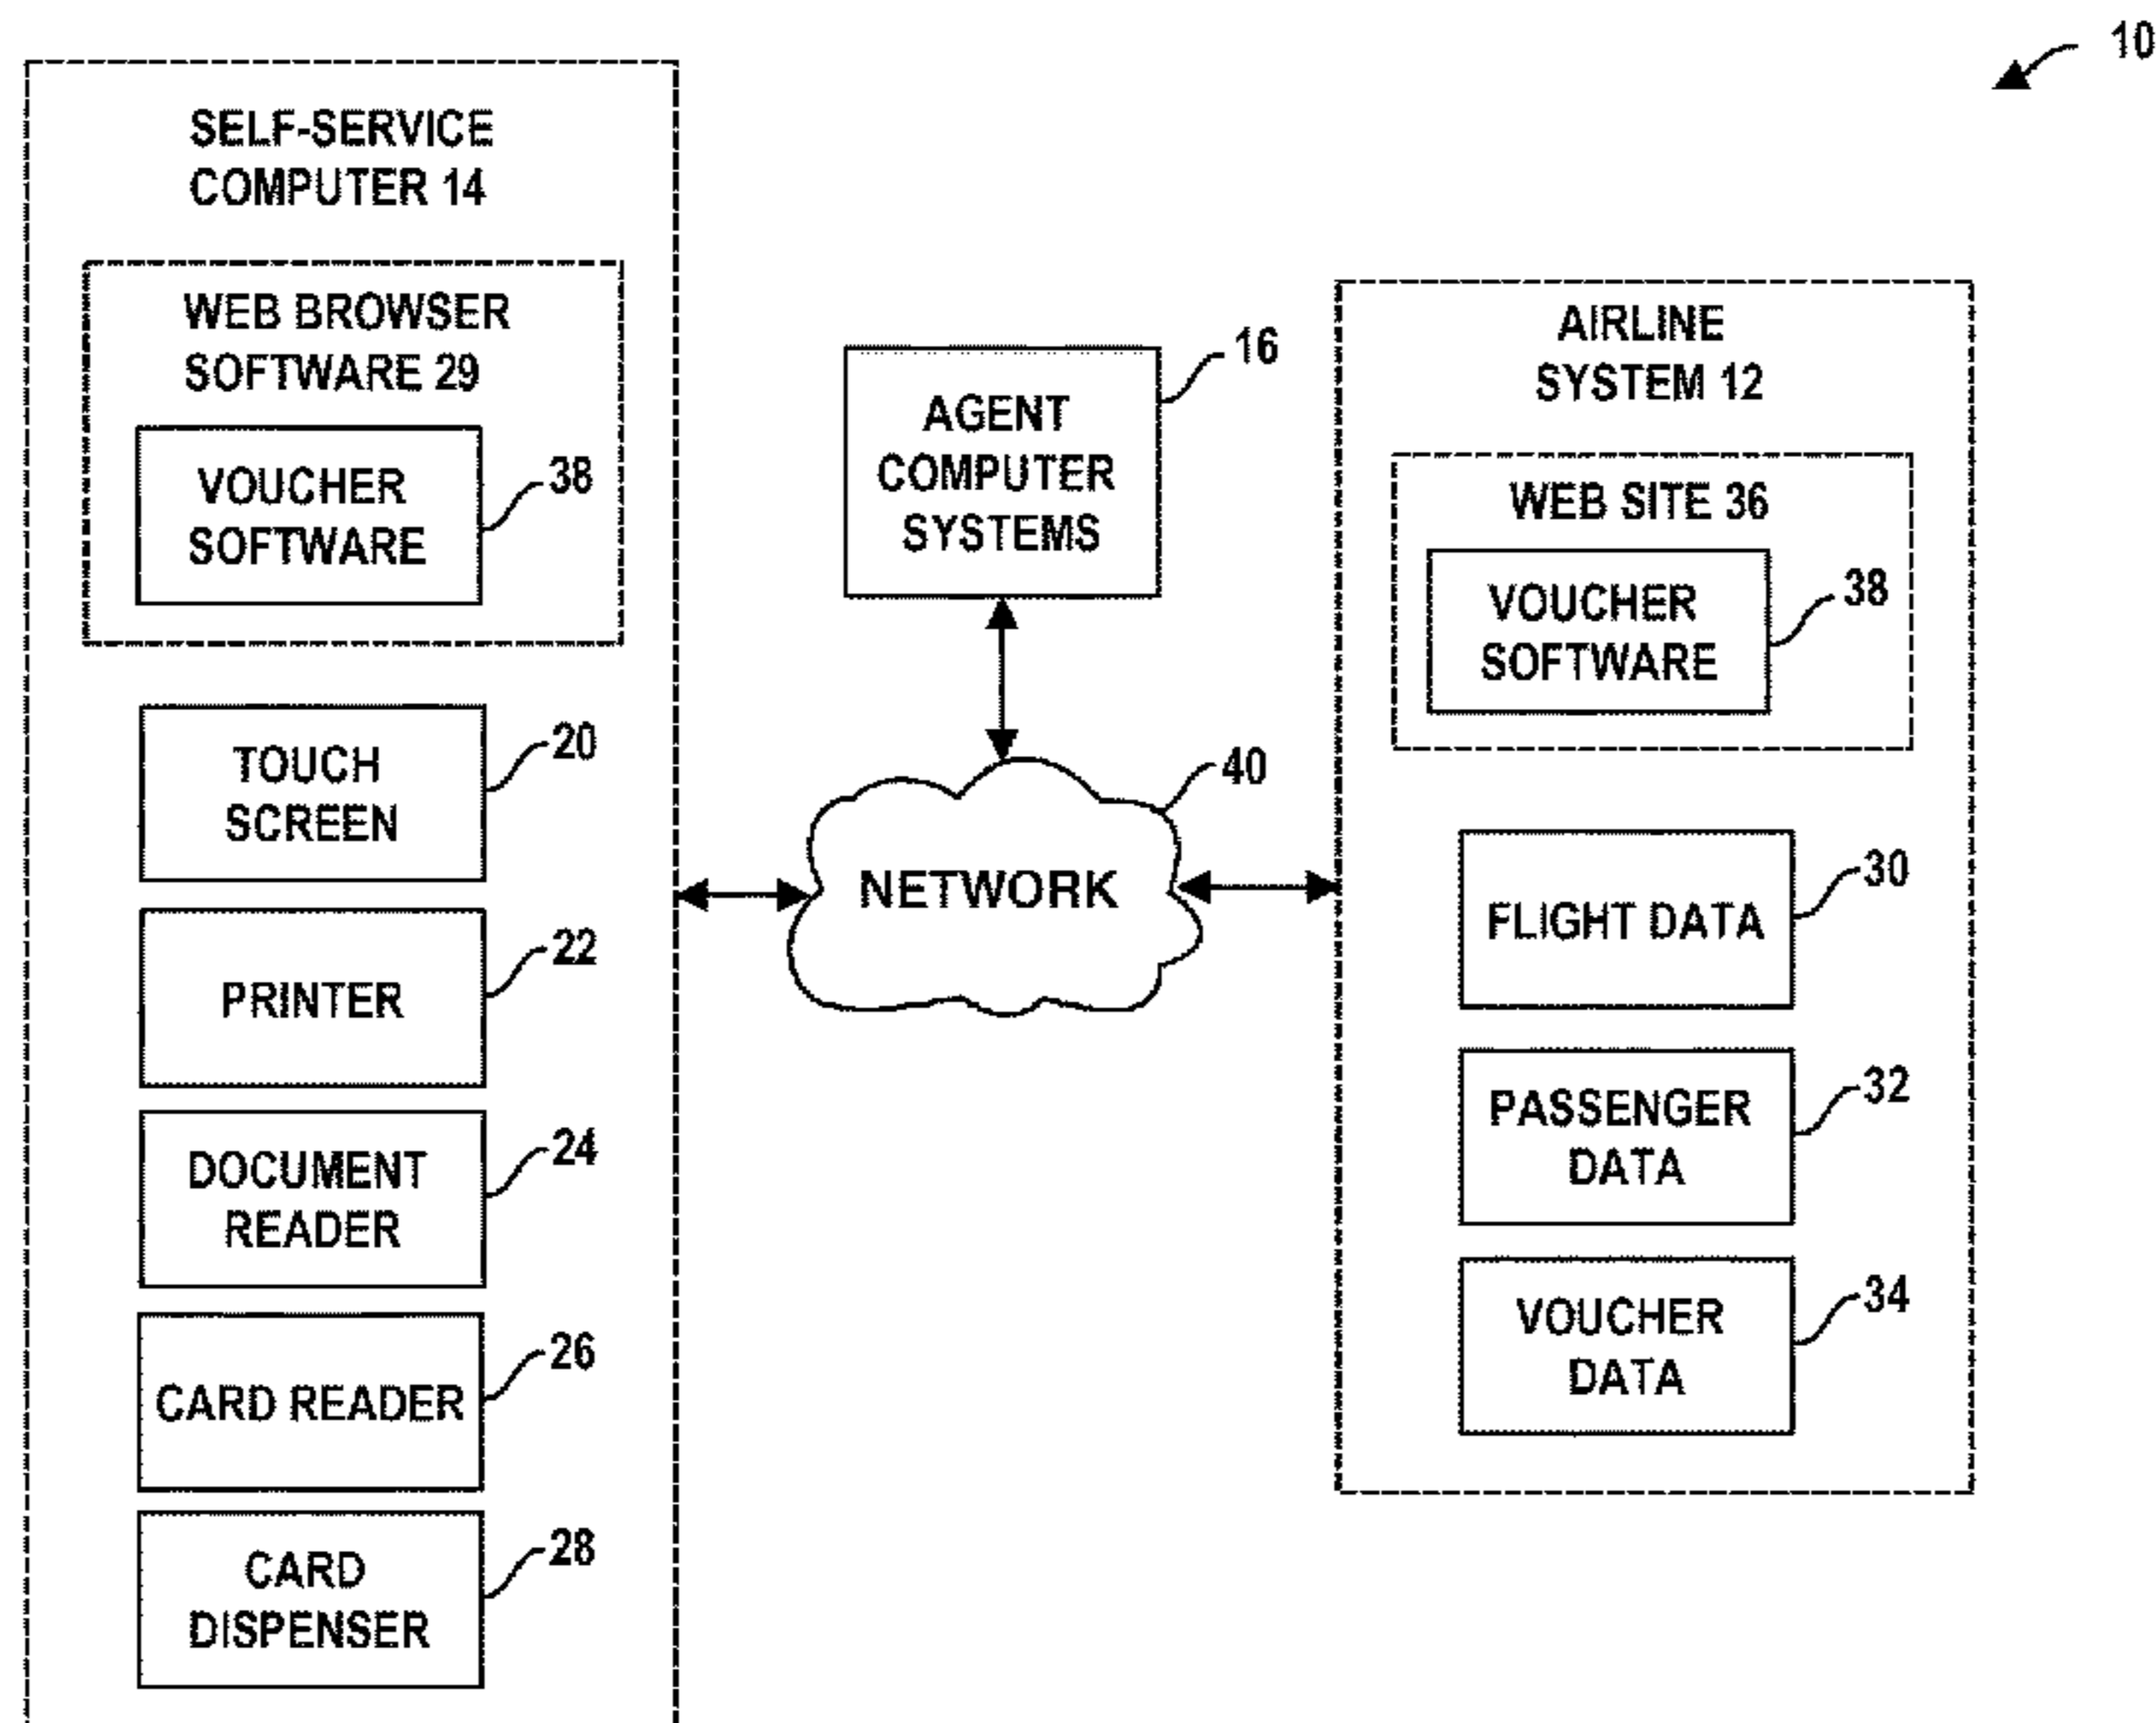 10
SELF-SERVICE
COMPUTER 14
WEB BROWSER
SOFTWARE 29
VOUCHER
SOFTWARE
38
TOUCH
SCREEN
20
PRINTER
22
DOCUMENT
READER
24
CARD READER
26
CARD
DISPENSER
28
AGENT
COMPUTER
SYSTEMS
16
NETWORK
40
AIRLINE
SYSTEM 12
WEB SITE 36
VOUCHER
SOFTWARE
38
FLIGHT DATA
30
PASSENGER
DATA
32
VOUCHER
DATA
34